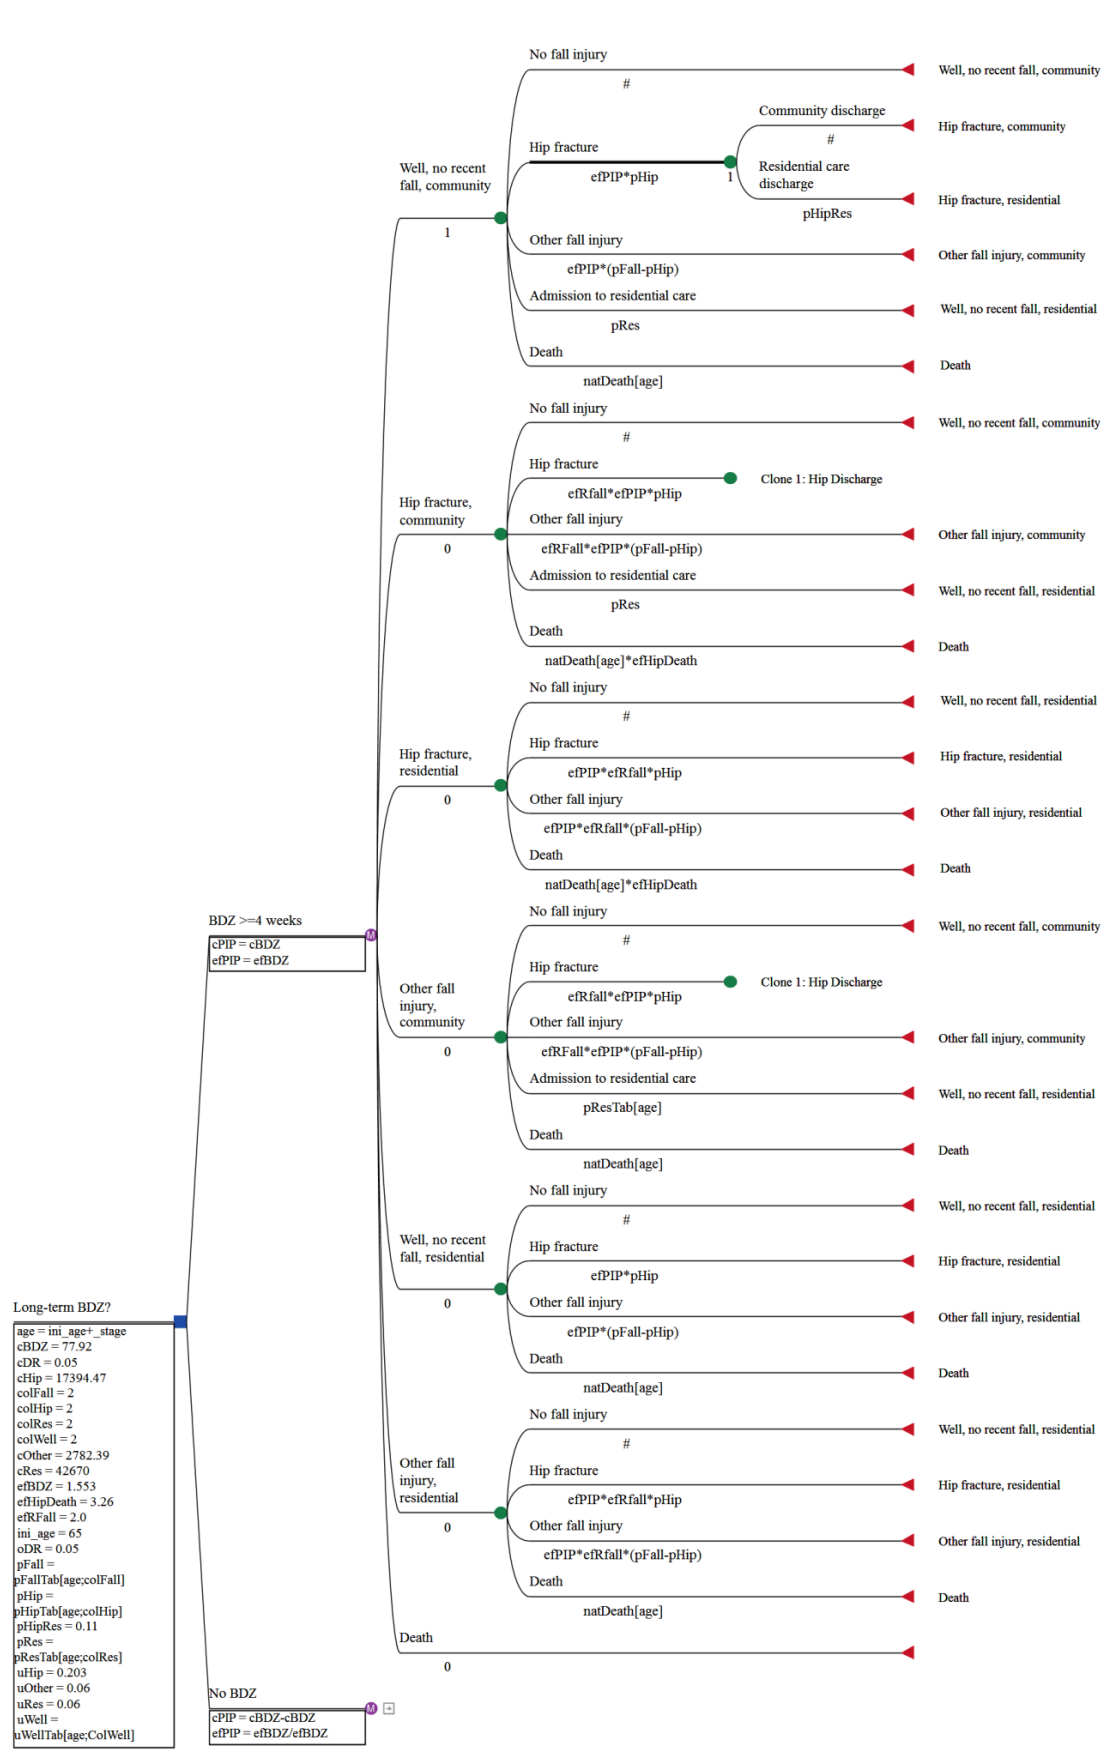 No fall injury
#
Well, no recent fall, community
Community discharge
#
Hip fracture, community
Hip fracture
efPIP*pHip
1
Residential care
discharge
pHipRes
Hip fracture, residential
Well, no recent
fall, community
1
Other fall injury
efPIP*(pFall-pHip)
Other fall injury, community
Admission to residential care
pRes
Well, no recent fall, residential
Death
natDeath[age]
Death
No fall injury
#
Well, no recent fall, community
Hip fracture
efRfall*efPIP*pHip
Clone 1: Hip Discharge
Hip fracture,
community
0
Other fall injury
efRFall*efPIP*(pFall-pHip)
Other fall injury, community
Admission to residential care
pRes
Well, no recent fall, residential
Death
natDeath[age]*efHipDeath
Death
No fall injury
#
Well, no recent fall, residential
Hip fracture
efPIP*efRfall*pHip
Hip fracture, residential
Hip fracture,
residential
0
Other fall injury
efPIP*efRfall*(pFall-pHip)
Other fall injury, residential
Death
natDeath[age]*efHipDeath
Death
BDZ >=4 weeks
cPIP = cBDZ
efPIP = efBDZ
M
No fall injury
#
Well, no recent fall, community
Hip fracture
efRfall*efPIP*pHip
Clone 1: Hip Discharge
Other fall
injury,
community
0
Other fall injury
efRFall*efPIP*(pFall-pHip)
Other fall injury, community
Admission to residential care
pResTab[age]
Well, no recent fall, residential
Death
natDeath[age]
Death
No fall injury
#
Well, no recent fall, residential
Well, no recent
fall, residential
0
Hip fracture
efPIP*pHip
Hip fracture, residential
Other fall injury
efPIP*(pFall-pHip)
Other fall injury, residential
Death
natDeath[age]
Death
No fall injury
#
Well, no recent fall, residential
Other fall
injury,
residential
0
Hip fracture
efPIP*efRfall*pHip
Hip fracture, residential
Other fall injury
efPIP*efRfall*(pFall-pHip)
Other fall injury, residential
Death
natDeath[age]
Death
Death
0
Long-term BDZ?
age = ini_age+_stage
cBDZ = 77.92
cDR = 0.05
cHip = 17394.47
colFall = 2
colHip = 2
colRes = 2
colWell = 2
cOther = 2782.39
cRes = 42670
efBDZ = 1.553
efHipDeath = 3.26
efRFall = 2.0
ini_age = 65
oDR = 0.05
pFall =
pFallTab[age;colFall]
pHip =
pHipTab[age;colHip]
pHipRes = 0.11
pRes =
pResTab[age;colRes]
uHip = 0.203
uOther = 0.06
uRes = 0.06
uWell =
uWellTab[age;ColWell]
No BDZ
cPIP = cBDZ-cBDZ
efPIP = efBDZ/efBDZ
M
+